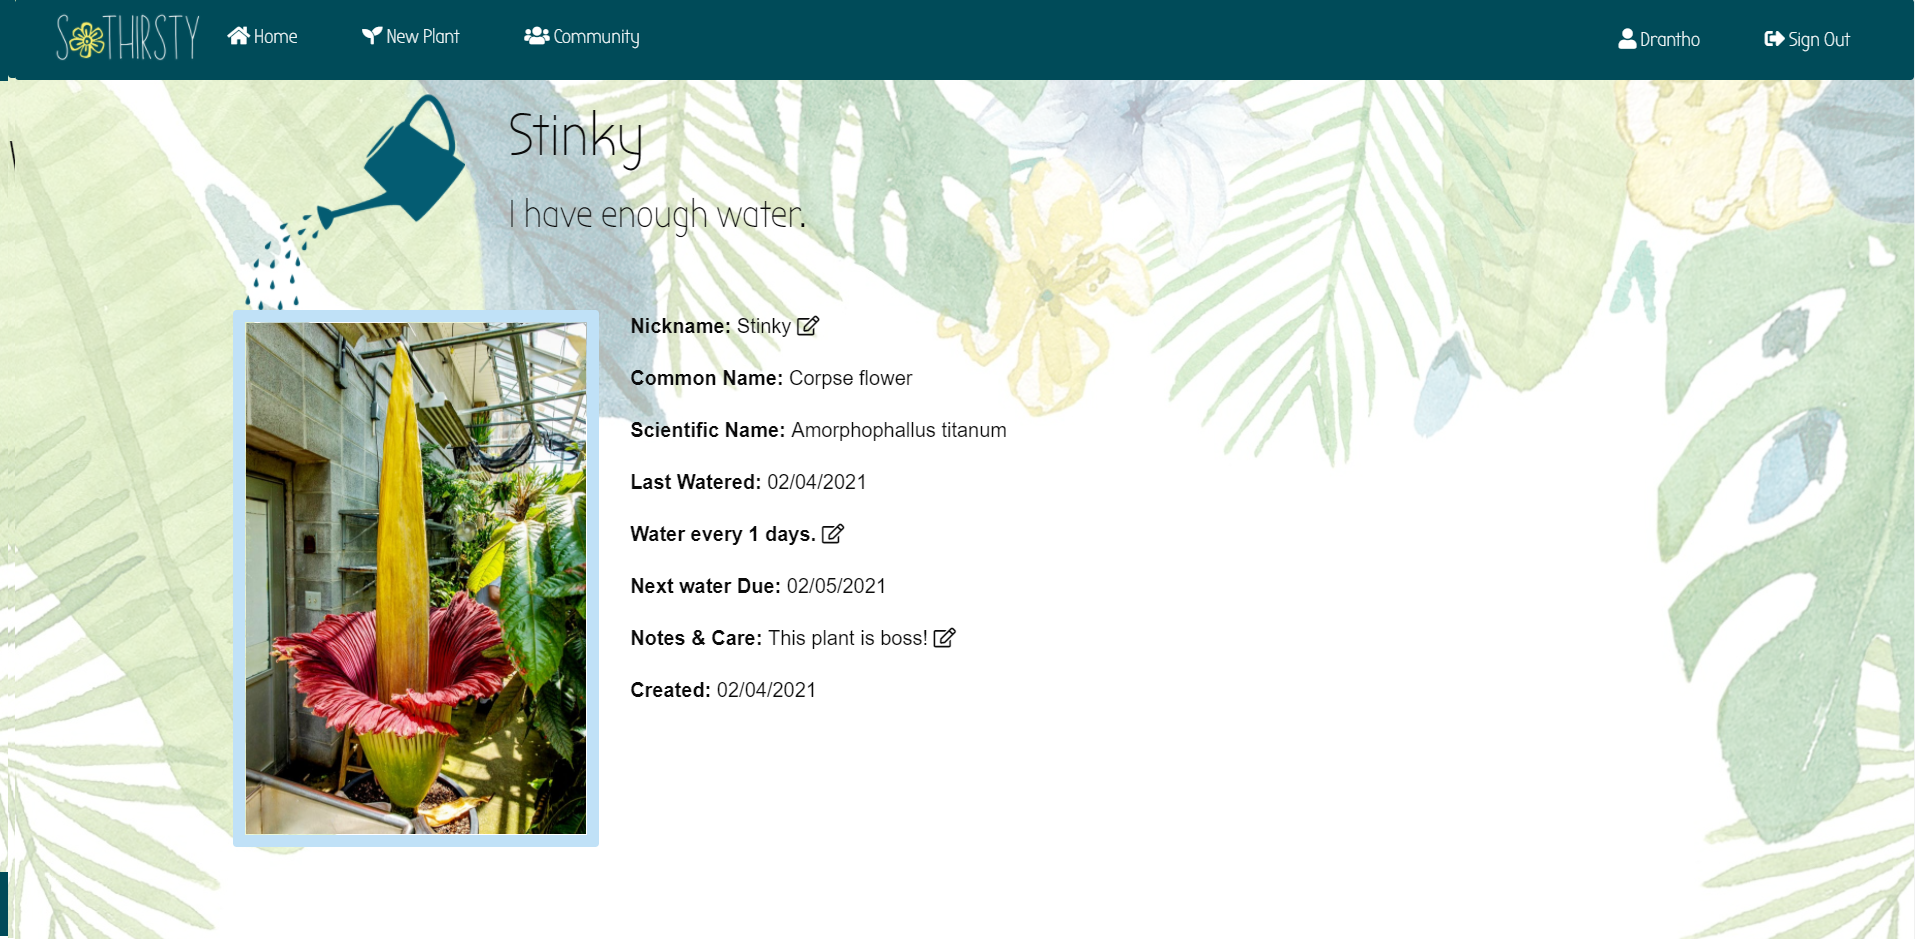 SOTHIRSTY Home New Plant Community Drantho Sign Out
Stinky
I have enough water.
Nickname: Stinky
Common Name: Corpse flower
Scientific Name: Amorphophallus titanum
Last Watered: 02/04/2021
Water every 1 days.
Next water Due: 02/05/2021
Notes & Care: This plant is boss!
Created: 02/04/2021